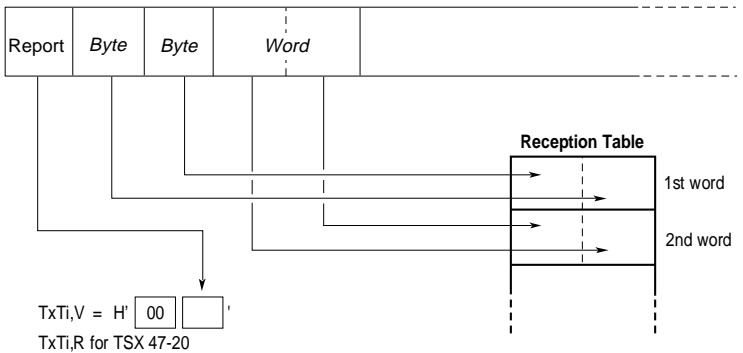 Report Byte Byte Word
Reception Table
1st word
2nd word
TxTi,V = H' 00 '
TxTi,R for TSX 47-20